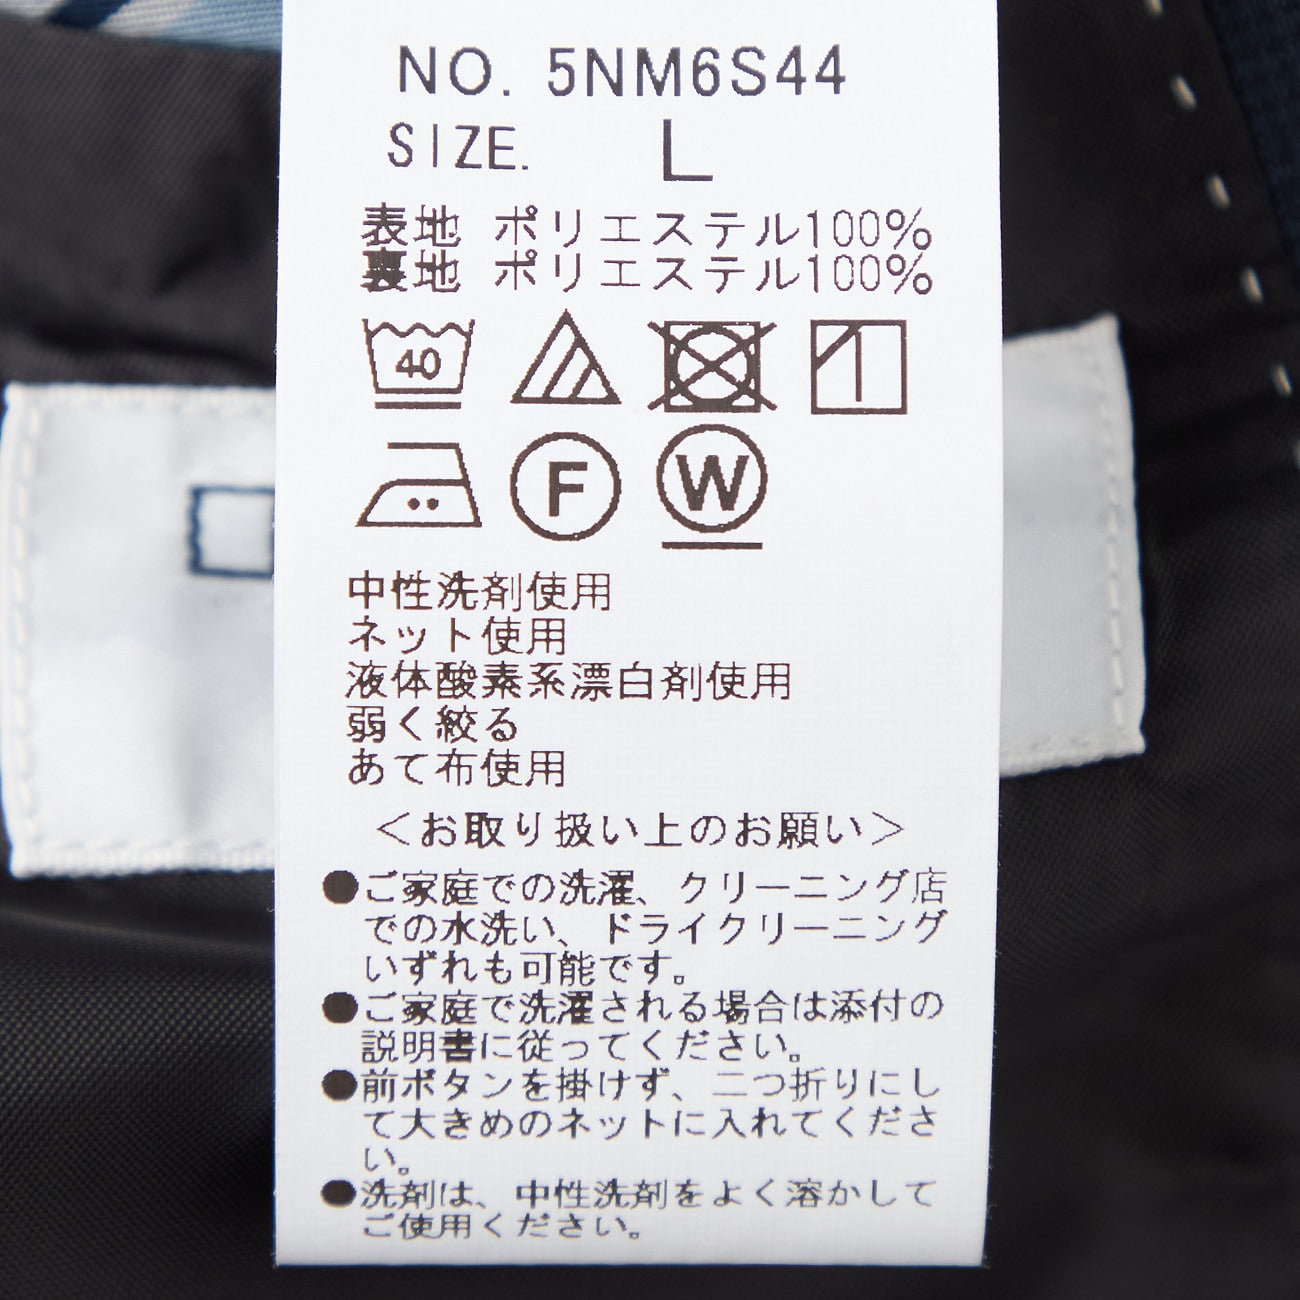 NO. 5NM6S44
SIZE. L
表地 ポリエステル100%
裏地 ポリエステル100%
40
F W
中性洗剤使用
ネット使用
液体酸素系漂白剤使用
弱く絞る
あて布使用
＜お取り扱い上のお願い＞
●ご家庭での洗濯、クリーニング店
での水洗い、ドライクリーニング
いずれも可能です。
●ご家庭で洗濯される場合は添付の
説明書に従ってください。
●前ボタンを掛けず、二つ折りにし
て大きめのネットに入れてくださ
い。
●洗剤は、中性洗剤をよく溶かして
ご使用ください。